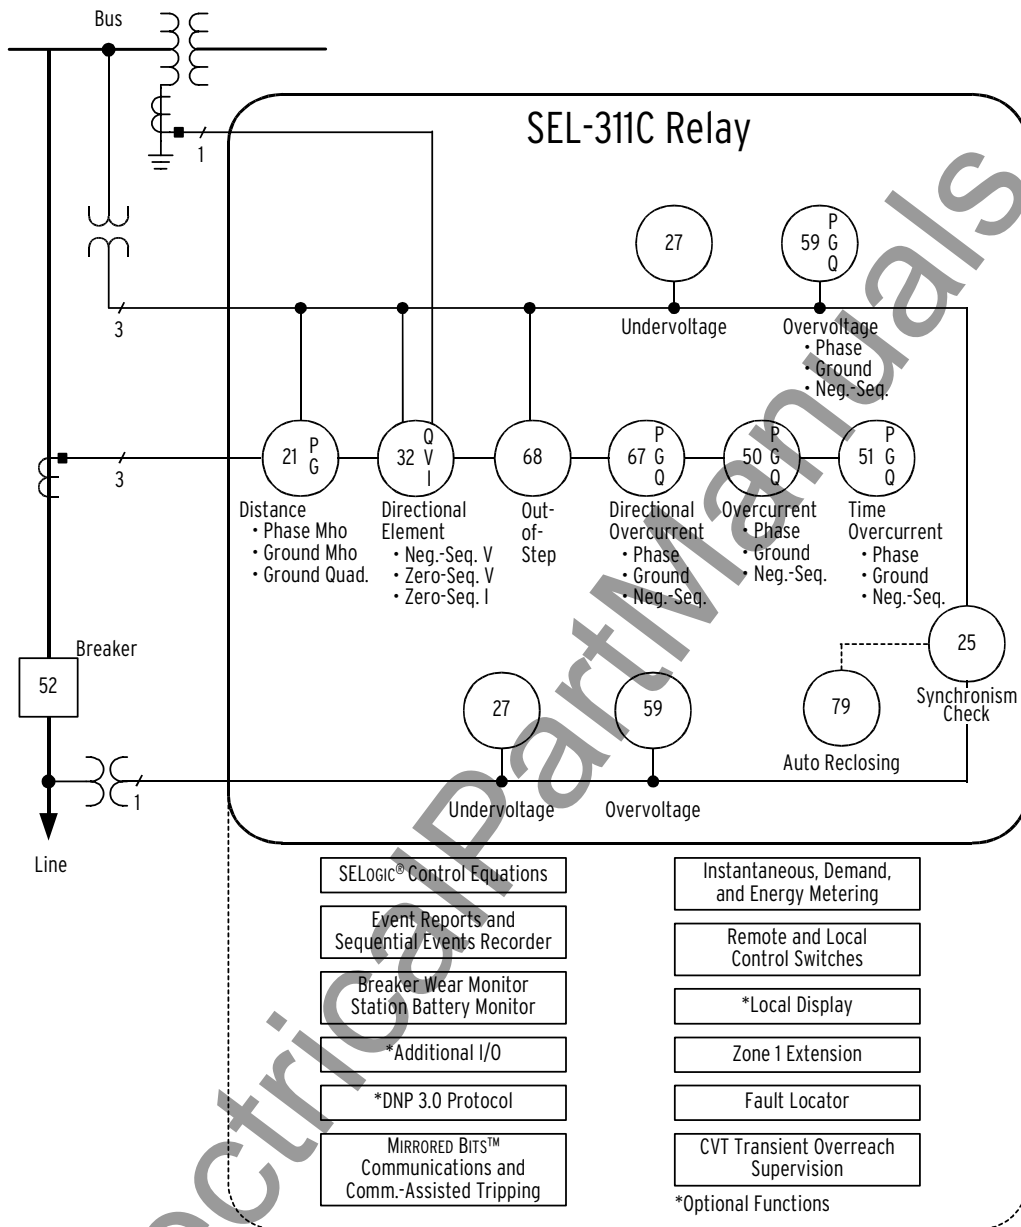 Bus
SEL-311C Relay
1
27
59 P G Q
3
Undervoltage
Overvoltage
• Phase
• Ground
• Neg.-Seq.
3
21 P G
32 Q V I
68
67 P G Q
50 P G Q
51 P G Q
Distance
• Phase Mho
• Ground Mho
• Ground Quad.
Directional
Element
• Neg.-Seq. V
• Zero-Seq. V
• Zero-Seq. I
Out-
of-
Step
Directional
Overcurrent
• Phase
• Ground
• Neg.-Seq.
Overcurrent
• Phase
• Ground
• Neg.-Seq.
Time
Overcurrent
• Phase
• Ground
• Neg.-Seq.
Breaker
52
25
Synchronism
Check
27
59
79
Auto Reclosing
1
Undervoltage
Overvoltage
Line
SELOGIC® Control Equations
Event Reports and
Sequential Events Recorder
Breaker Wear Monitor
Station Battery Monitor
*Additional I/O
*DNP 3.0 Protocol
MIRRORED BITS™
Communications and
Comm.-Assisted Tripping
Instantaneous, Demand,
and Energy Metering
Remote and Local
Control Switches
*Local Display
Zone 1 Extension
Fault Locator
CVT Transient Overreach
Supervision
*Optional Functions
ectricalPartManuals